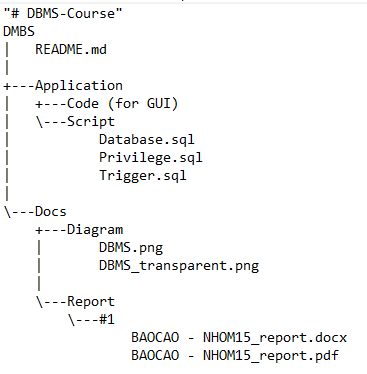 "# DBMS-Course"
DMBS
|   README.md
|
+---Application
|   +---Code (for GUI)
|   \---Script
|           Database.sql
|           Privilege.sql
|           Trigger.sql
|
\---Docs
    +---Diagram
    |       DBMS.png
    |       DBMS_transparent.png
    |
    \---Report
        \---#1
                BAOCAO - NHOM15_report.docx
                BAOCAO - NHOM15_report.pdf